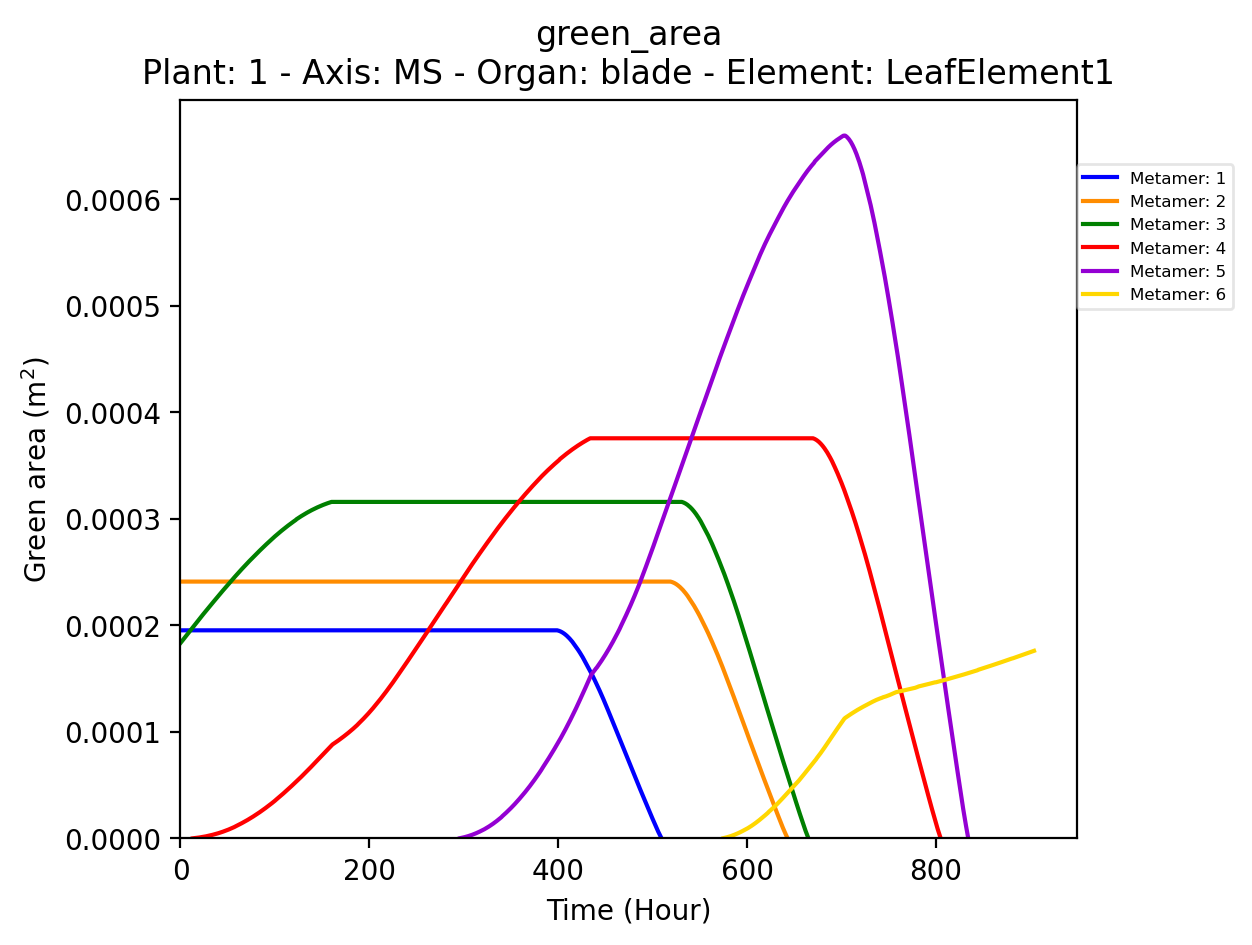 green_area
Plant: 1 - Axis: MS - Organ: blade - Element: LeafElement1
Green area (m²)
0.0006
0.0005
0.0004
0.0003
0.0002
0.0001
0.0000
0 200 400 600 800
Time (Hour)
Metamer: 1
Metamer: 2
Metamer: 3
Metamer: 4
Metamer: 5
Metamer: 6